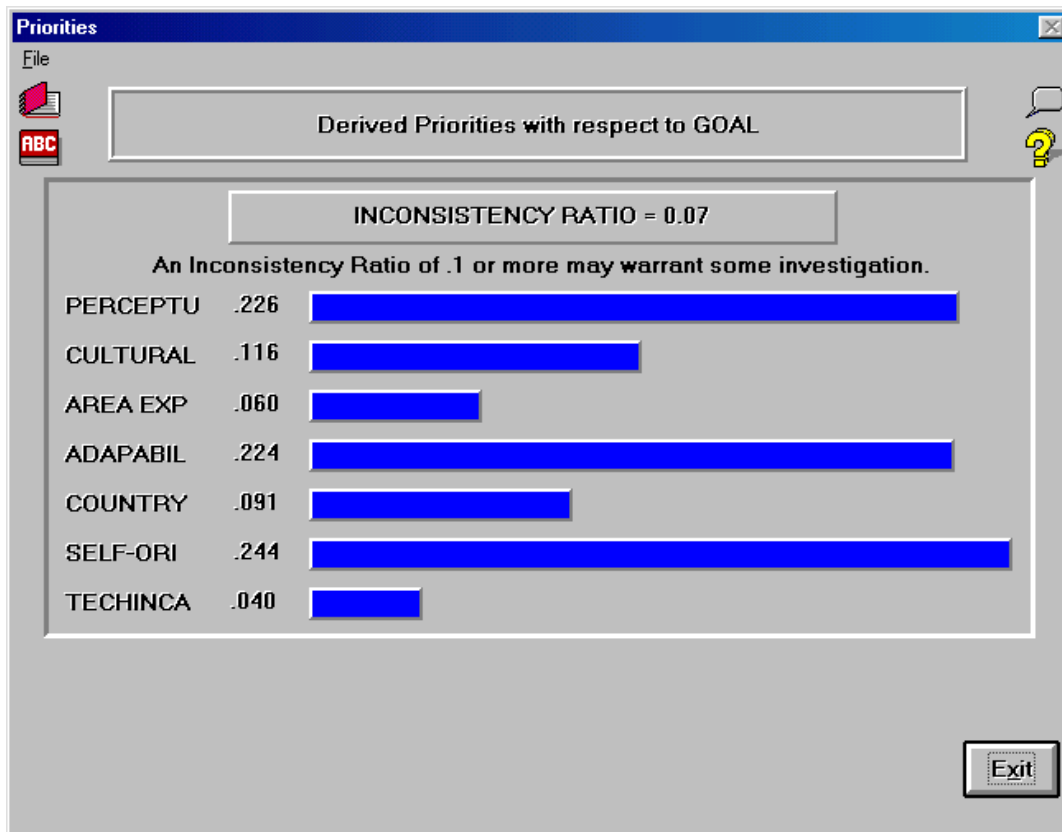 Priorities
File
ABC
Derived Priorities with respect to GOAL
INCONSISTENCY RATIO = 0.07
An Inconsistency Ratio of .1 or more may warrant some investigation.
PERCEPTU .226
CULTURAL .116
AREA EXP .060
ADAPABIL .224
COUNTRY .091
SELF-ORI .244
TECHINCA .040
Exit